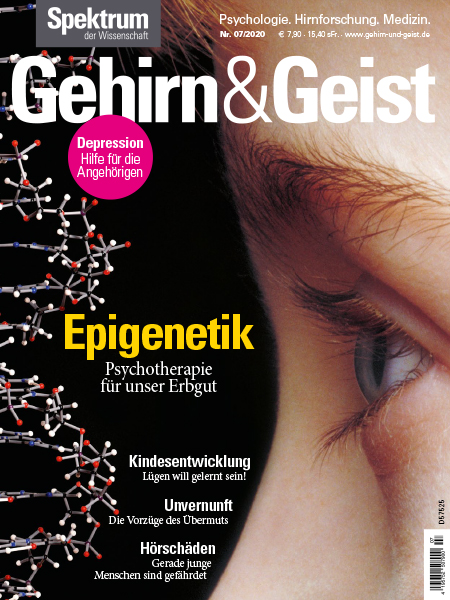 Spektrum
der Wissenschaft
Psychologie. Hirnforschung. Medizin.
Nr. 07/2020 € 7,90 · 15,40 sFr. · www.gehirn-und-geist.de
Gehirn&Geist
Depression
Hilfe für die
Angehörigen
Epigenetik
Psychotherapie
für unser Erbgut
Kindesentwicklung
Lügen will gelernt sein!
Unvernunft
Die Vorzüge des Übermuts
Hörschäden
Gerade junge
Menschen sind gefährdet
D57525
07